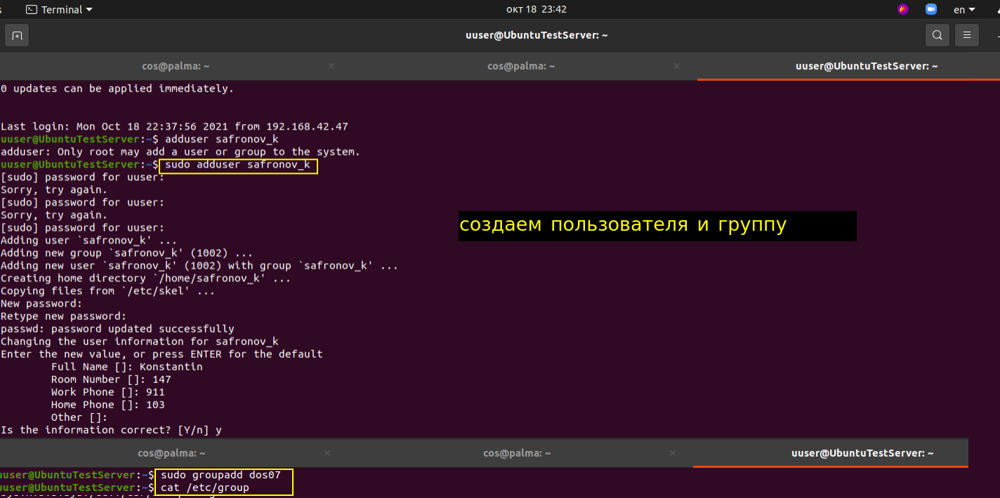 Terminal
окт 18 23:42
en
uuser@UbuntuTestServer: ~
cos@palma: ~ × cos@palma: ~ × uuser@UbuntuTestServer: ~
0 updates can be applied immediately.
Last login: Mon Oct 18 22:37:56 2021 from 192.168.42.47
uuser@UbuntuTestServer:~$ adduser safronov_k
adduser: Only root may add a user or group to the system.
uuser@UbuntuTestServer:~$ sudo adduser safronov_k
[sudo] password for uuser:
Sorry, try again.
[sudo] password for uuser:
Sorry, try again.
создаем пользователя и группу
[sudo] password for uuser:
Adding user `safronov_k' ...
Adding new group `safronov_k' (1002) ...
Adding new user `safronov_k' (1002) with group `safronov_k' ...
Creating home directory `/home/safronov_k' ...
Copying files from `/etc/skel' ...
New password:
Retype new password:
passwd: password updated successfully
Changing the user information for safronov_k
Enter the new value, or press ENTER for the default
Full Name []: Konstantin
Room Number []: 147
Work Phone []: 911
Home Phone []: 103
Other []:
Is the information correct? [Y/n] y
cos@palma: ~ × cos@palma: ~ × uuser@UbuntuTestServer: ~
uuser@UbuntuTestServer:~$ sudo groupadd dos07
uuser@UbuntuTestServer:~$ cat /etc/group